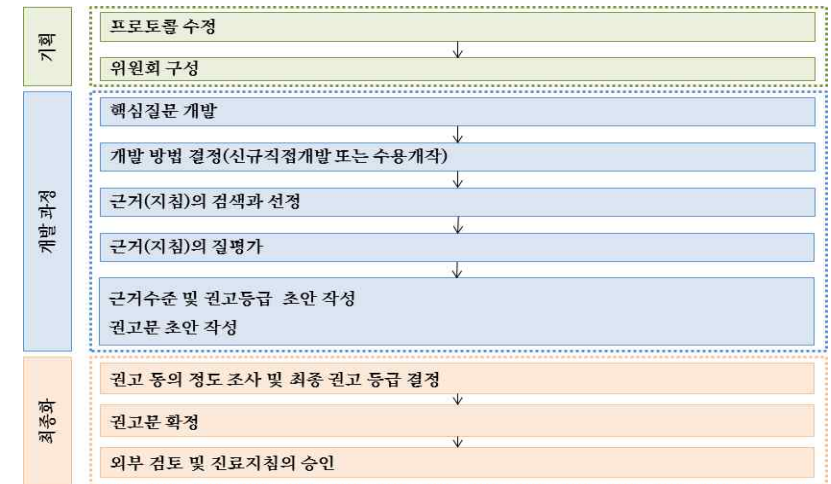 기획
프로토콜 수정
위원회 구성
개발 과정
핵심질문 개발
개발 방법 결정(신규직접개발 또는 수용개작)
근거(지침)의 검색과 선정
근거(지침)의 질평가
근거수준 및 권고등급 초안 작성
권고문 초안 작성
최종화
권고 동의 정도 조사 및 최종 권고 등급 결정
권고문 확정
외부 검토 및 진료지침의 승인